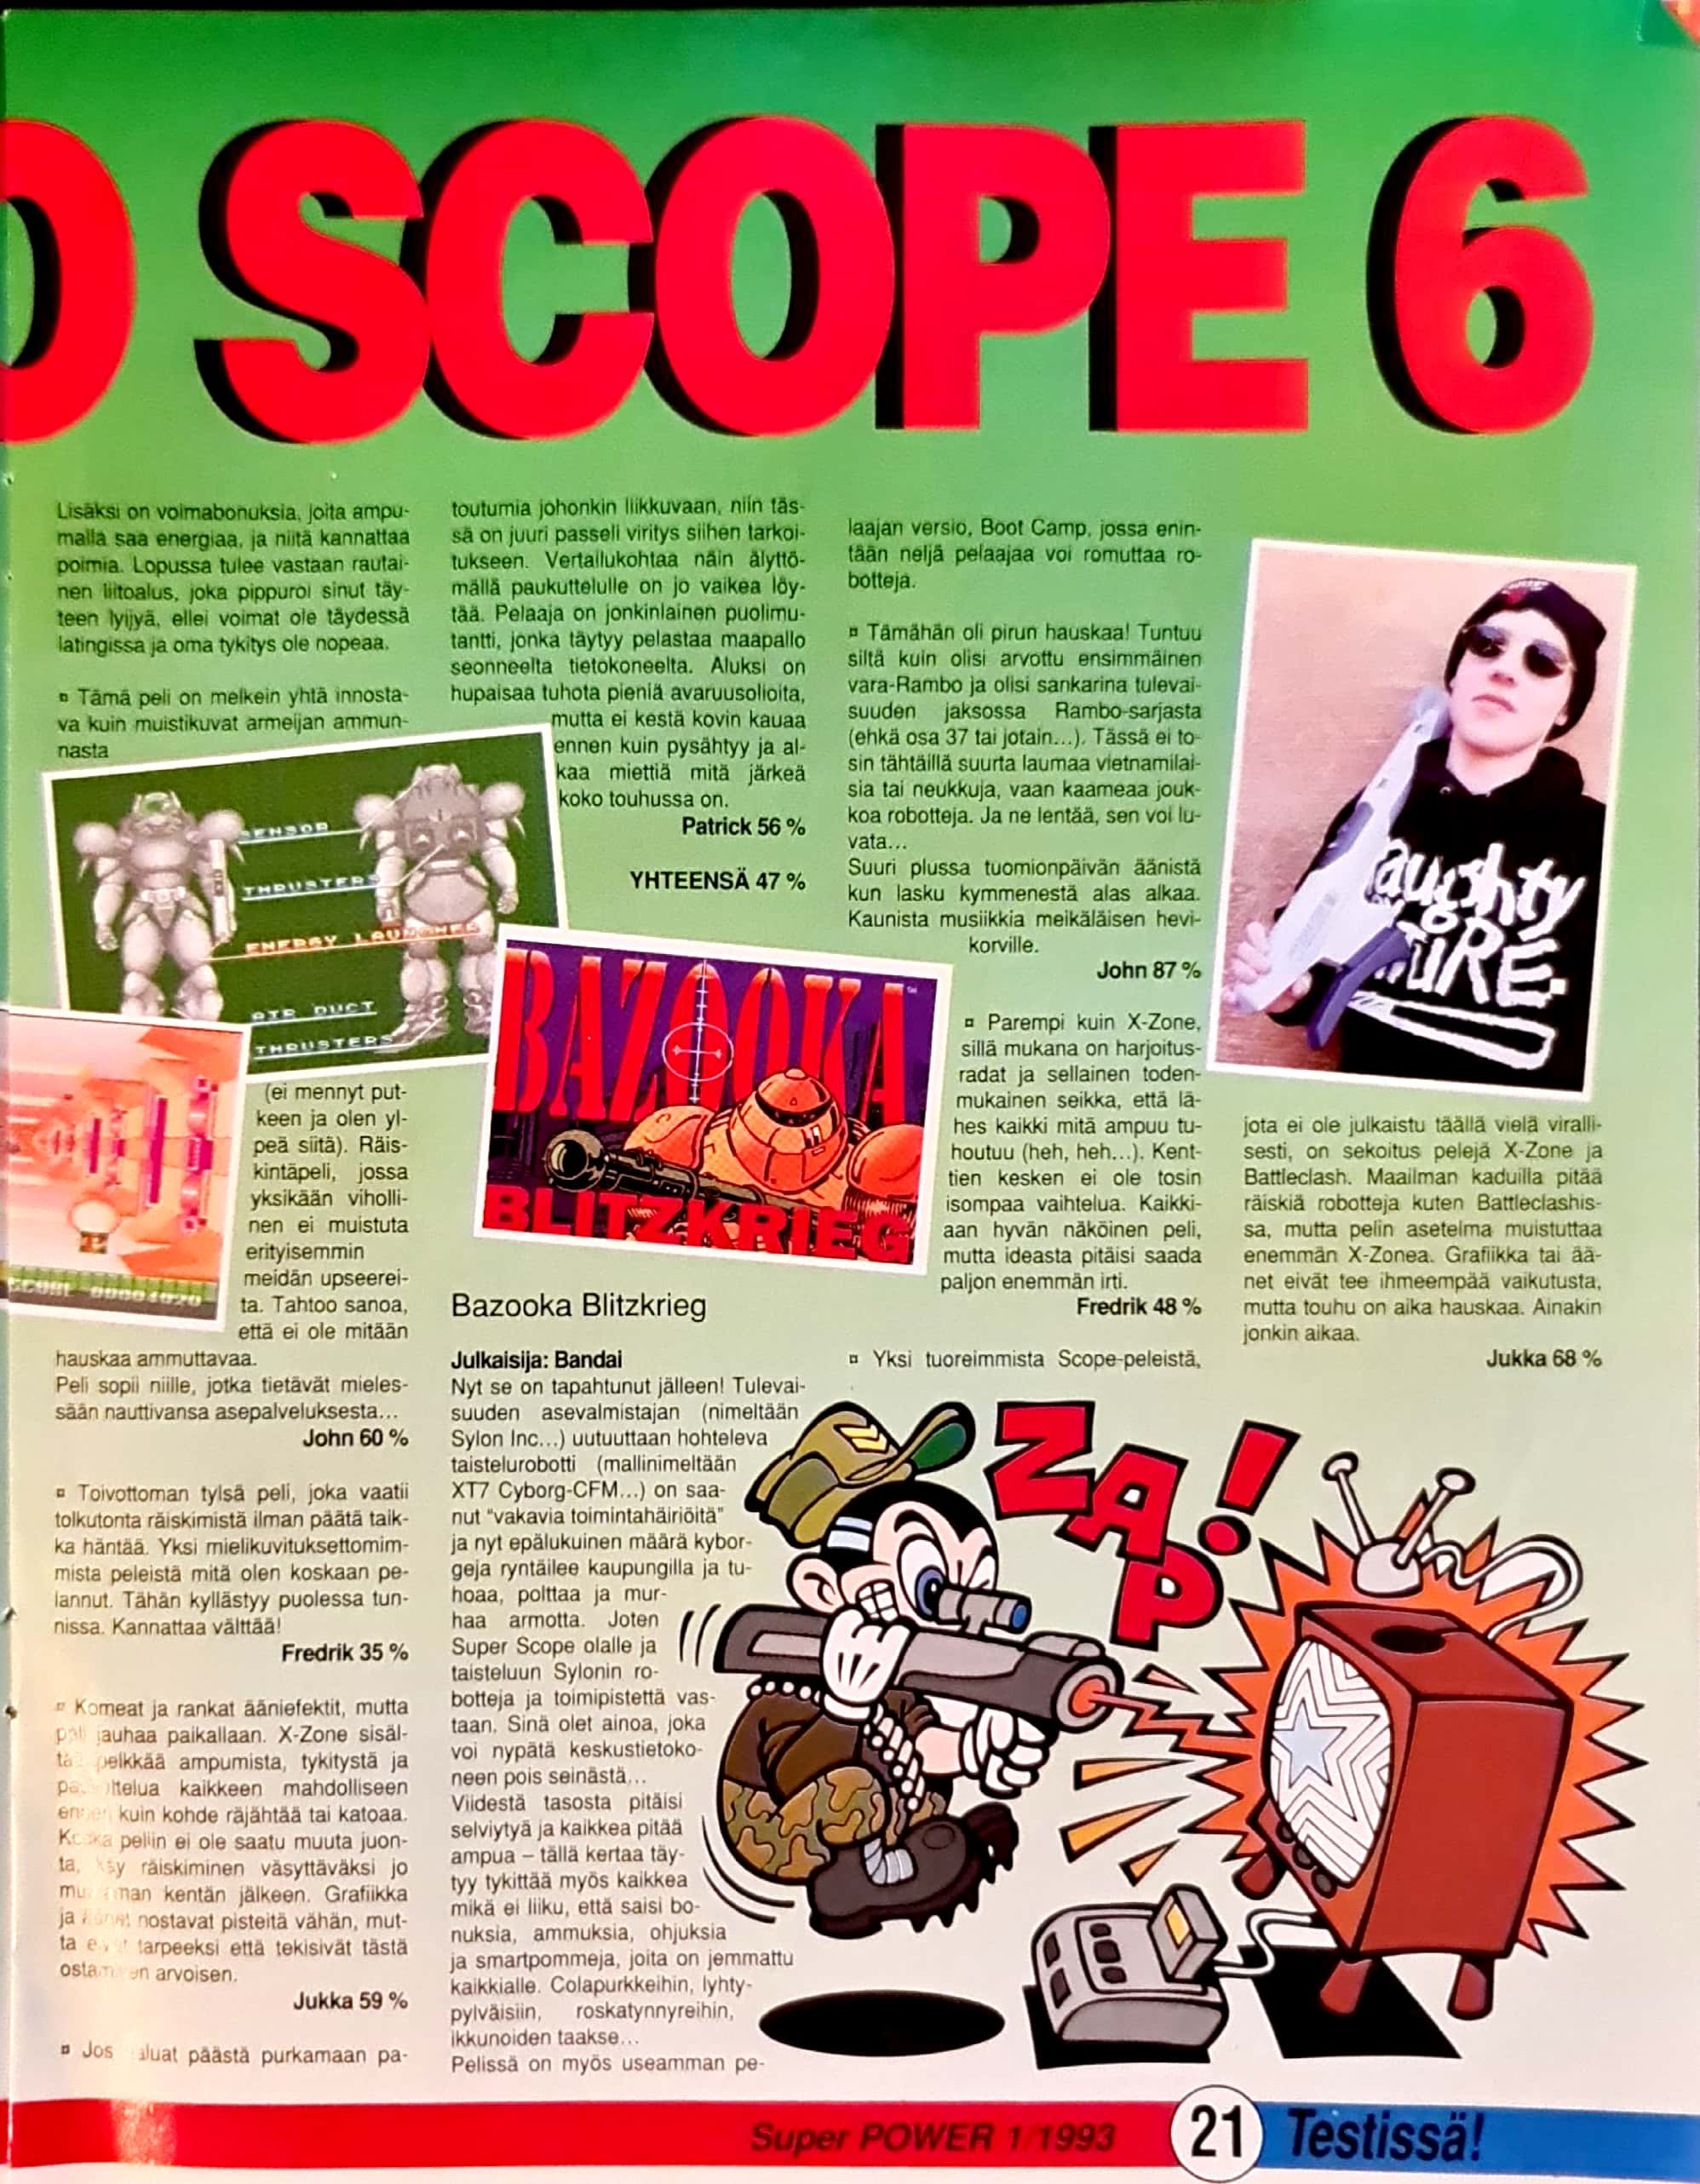 O SCOPE 6
Lisäksi on voimabonuksia, joita ampu-
malla saa energiaa, ja niitä kannattaa
poimia. Lopussa tulee vastaan rautai-
nen liitoalus, joka pippuroi sinut täy-
teen lyijyä, ellei voimat ole täydessä
latingissa ja oma tykitys ole nopeaa.
¤ Tämä peli on melkein yhtä innosta-
va kuin muistikuvat armeijan ammun-
nasta
SENSOR
THRUSTERS
ENERGY LAUNCHER
AIR DUCT
THRUSTERS
SCORE 00004020
(ei mennyt put-
keen ja olen yl-
peä siitä). Räis-
kintäpeli, jossa
yksikään viholli-
nen ei muistuta
erityisemmin
meidän upseerei-
ta. Tahtoo sanoa,
että ei ole mitään
hauskaa ammuttavaa.
Peli sopii niille, jotka tietävät mieles-
sään nauttivansa asepalveluksesta...
John 60 %
¤ Toivottoman tylsä peli, joka vaatii
tolkutonta räiskimistä ilman päätä taik-
ka häntää. Yksi mielikuvituksettomim-
mista peleistä mitä olen koskaan pe-
lannut. Tähän kyllästyy puolessa tun-
nissa. Kannattaa välttää!
Fredrik 35 %
¤ Komeat ja rankat ääniefektit, mutta
peli jauhaa paikallaan. X-Zone sisäl-
tää pelkkää ampumista, tykitystä ja
paukuttelua kaikkeen mahdolliseen
ennen kuin kohde räjähtää tai katoaa.
Koska peliin ei ole saatu muuta juon-
ta, käy räiskiminen väsyttäväksi jo
muutaman kentän jälkeen. Grafiikka
ja äänet nostavat pisteitä vähän, mut-
ta eivät tarpeeksi että tekisivät tästä
ostamisen arvoisen.
Jukka 59 %
¤ Jos haluat päästä purkamaan pa-
toutumia johonkin liikkuvaan, niin täs-
sä on juuri passeli viritys siihen tarkoi-
tukseen. Vertailukohtaa näin älyttö-
mällä paukuttelulle on jo vaikea löy-
tää. Pelaaja on jonkinlainen puolimu-
tantti, jonka täytyy pelastaa maapallo
seonneelta tietokoneelta. Aluksi on
hupaisaa tuhota pieniä avaruusolioita,
mutta ei kestä kovin kauaa
ennen kuin pysähtyy ja al-
kaa miettiä mitä järkeä
koko touhussa on.
Patrick 56 %
YHTEENSÄ 47 %
BAZOOKA
BLITZKRIEG
Bazooka Blitzkrieg
Julkaisija: Bandai
Nyt se on tapahtunut jälleen! Tulevai-
suuden asevalmistajan (nimeltään
Sylon Inc...) uutuuttaan hohteleva
taistelurobotti (mallinimeltään
XT7 Cyborg-CFM...) on saa-
nut "vakavia toimintahäiriöitä"
ja nyt epälukuinen määrä kybor-
geja ryntäilee kaupungilla ja tu-
hoaa, polttaa ja mur-
haa armotta. Joten
Super Scope olalle ja
taisteluun Sylonin ro-
botteja ja toimipistettä vas-
taan. Sinä olet ainoa, joka
voi nypätä keskustietoko-
neen pois seinästä...
Viidestä tasosta pitäisi
selviytyä ja kaikkea pitää
ampua – tällä kertaa täy-
tyy tykittää myös kaikkea
mikä ei liiku, että saisi bo-
nuksia, ammuksia, ohjuksia
ja smartpommeja, joita on jemmattu
kaikkialle. Colapurkkeihin, lyhty-
pylväisiin, roskatynnyreihin,
ikkunoiden taakse...
Pelissä on myös useamman pe-
laajan versio, Boot Camp, jossa enin-
tään neljä pelaajaa voi romuttaa ro-
botteja.
¤ Tämähän oli pirun hauskaa! Tuntuu
siltä kuin olisi arvottu ensimmäinen
vara-Rambo ja olisi sankarina tulevai-
suuden jaksossa Rambo-sarjasta
(ehkä osa 37 tai jotain...). Tässä ei to-
sin tähtäillä suurta laumaa vietnamilai-
sia tai neukkuja, vaan kaameaa jouk-
koa robotteja. Ja ne lentää, sen voi lu-
vata...
Suuri plussa tuomionpäivän äänistä
kun lasku kymmenestä alas alkaa.
Kaunista musiikkia meikäläisen hevi-
korville.
John 87 %
¤ Parempi kuin X-Zone,
sillä mukana on harjoitus-
radat ja sellainen toden-
mukainen seikka, että lä-
hes kaikki mitä ampuu tu-
houtuu (heh, heh...). Kent-
tien kesken ei ole tosin
isompaa vaihtelua. Kaikki-
aan hyvän näköinen peli,
mutta ideasta pitäisi saada
paljon enemmän irti.
Fredrik 48 %
¤ Yksi tuoreimmista Scope-peleistä,
aughty
BY
TURE
jota ei ole julkaistu täällä vielä viralli-
sesti, on sekoitus pelejä X-Zone ja
Battleclash. Maailman kaduilla pitää
räiskiä robotteja kuten Battleclashis-
sa, mutta pelin asetelma muistuttaa
enemmän X-Zonea. Grafiikka tai ää-
net eivät tee ihmeempää vaikutusta,
mutta touhu on aika hauskaa. Ainakin
jonkin aikaa.
Jukka 68 %
ZAP!
Super POWER 1/1993
21
Testissä!